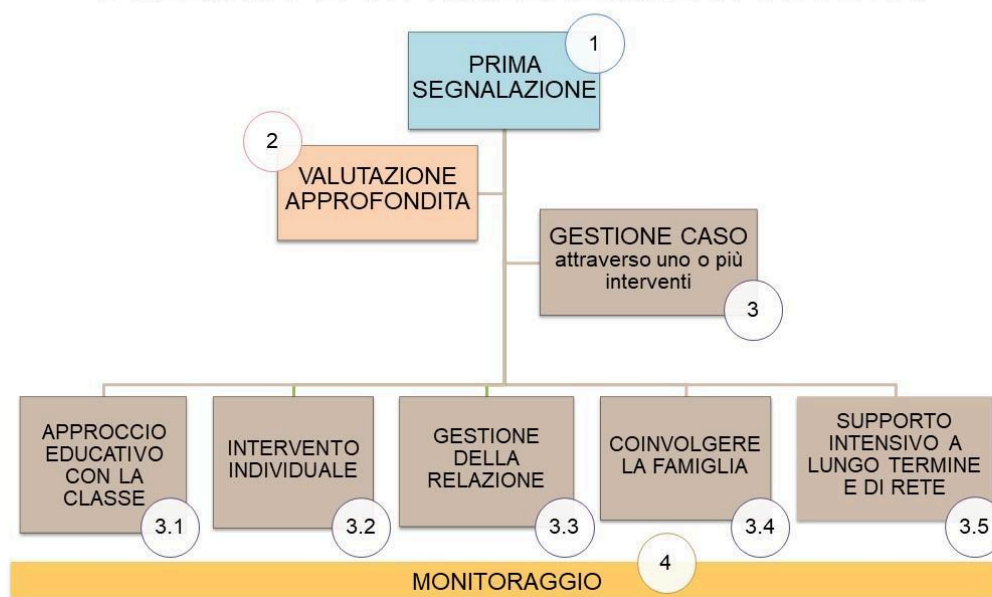 1
PRIMA
SEGNALAZIONE
2
VALUTAZIONE
APPROFONDITA
GESTIONE CASO
attraverso uno o più
interventi
3
APPROCCIO
EDUCATIVO
CON LA
CLASSE
3.1
INTERVENTO
INDIVIDUALE
3.2
GESTIONE
DELLA
RELAZIONE
3.3
COINVOLGERE
LA FAMIGLIA
3.4
SUPPORTO
INTENSIVO A
LUNGO TERMINE
E DI RETE
3.5
4
MONITORAGGIO